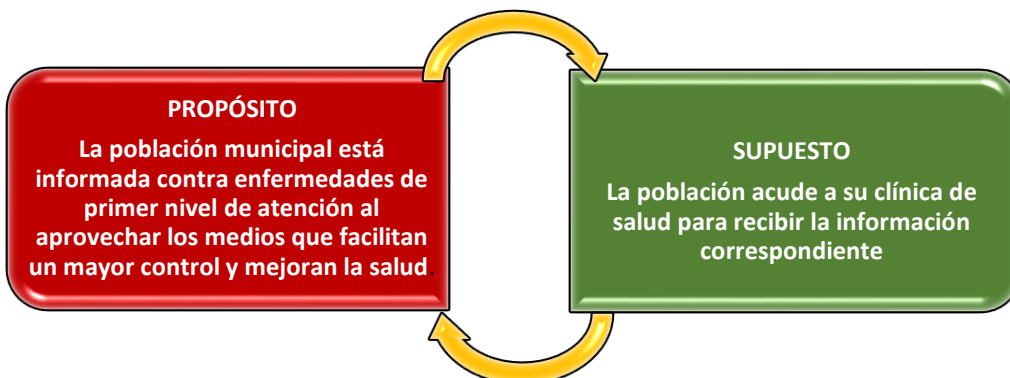 PROPÓSITO
La población municipal está
informada contra enfermedades de
primer nivel de atención al
aprovechar los medios que facilitan
un mayor control y mejoran la salud.
SUPUESTO
La población acude a su clínica de
salud para recibir la información
correspondiente